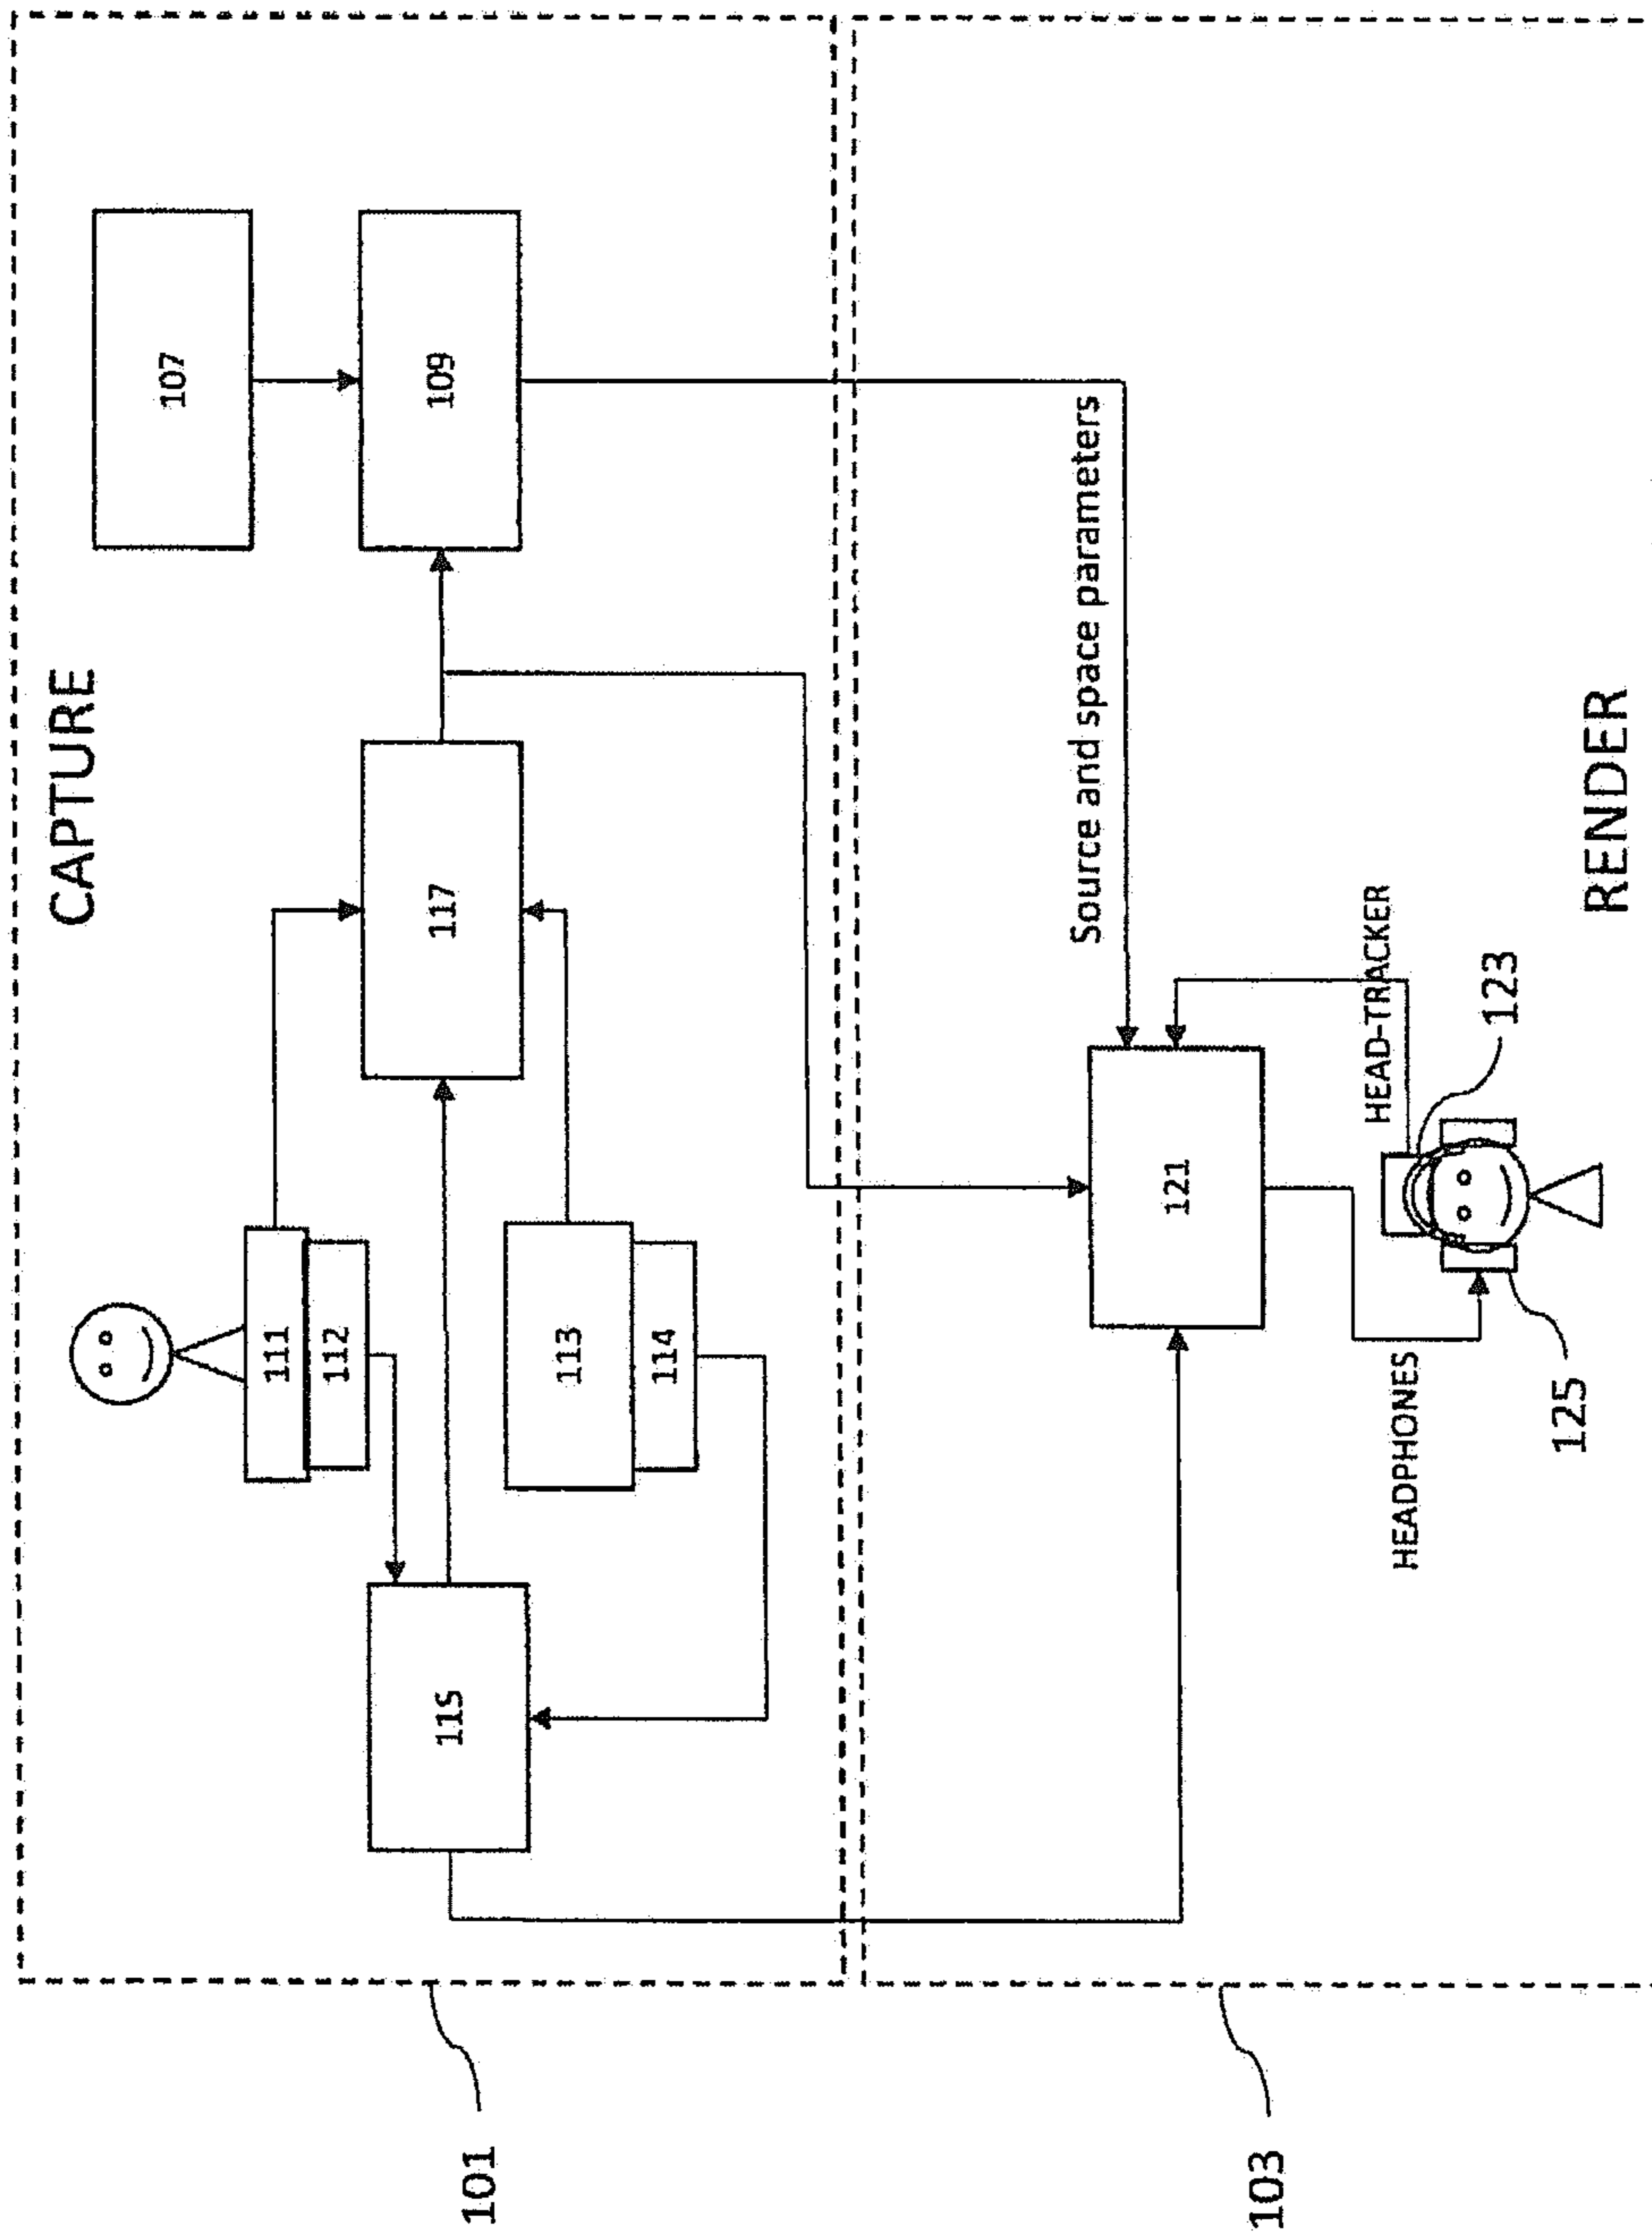 CAPTURE
107
109
117
111
112
113
114
115
101
Source and space parameters
121
HEAD-TRACKER
123
HEADPHONES
125
RENDER
103